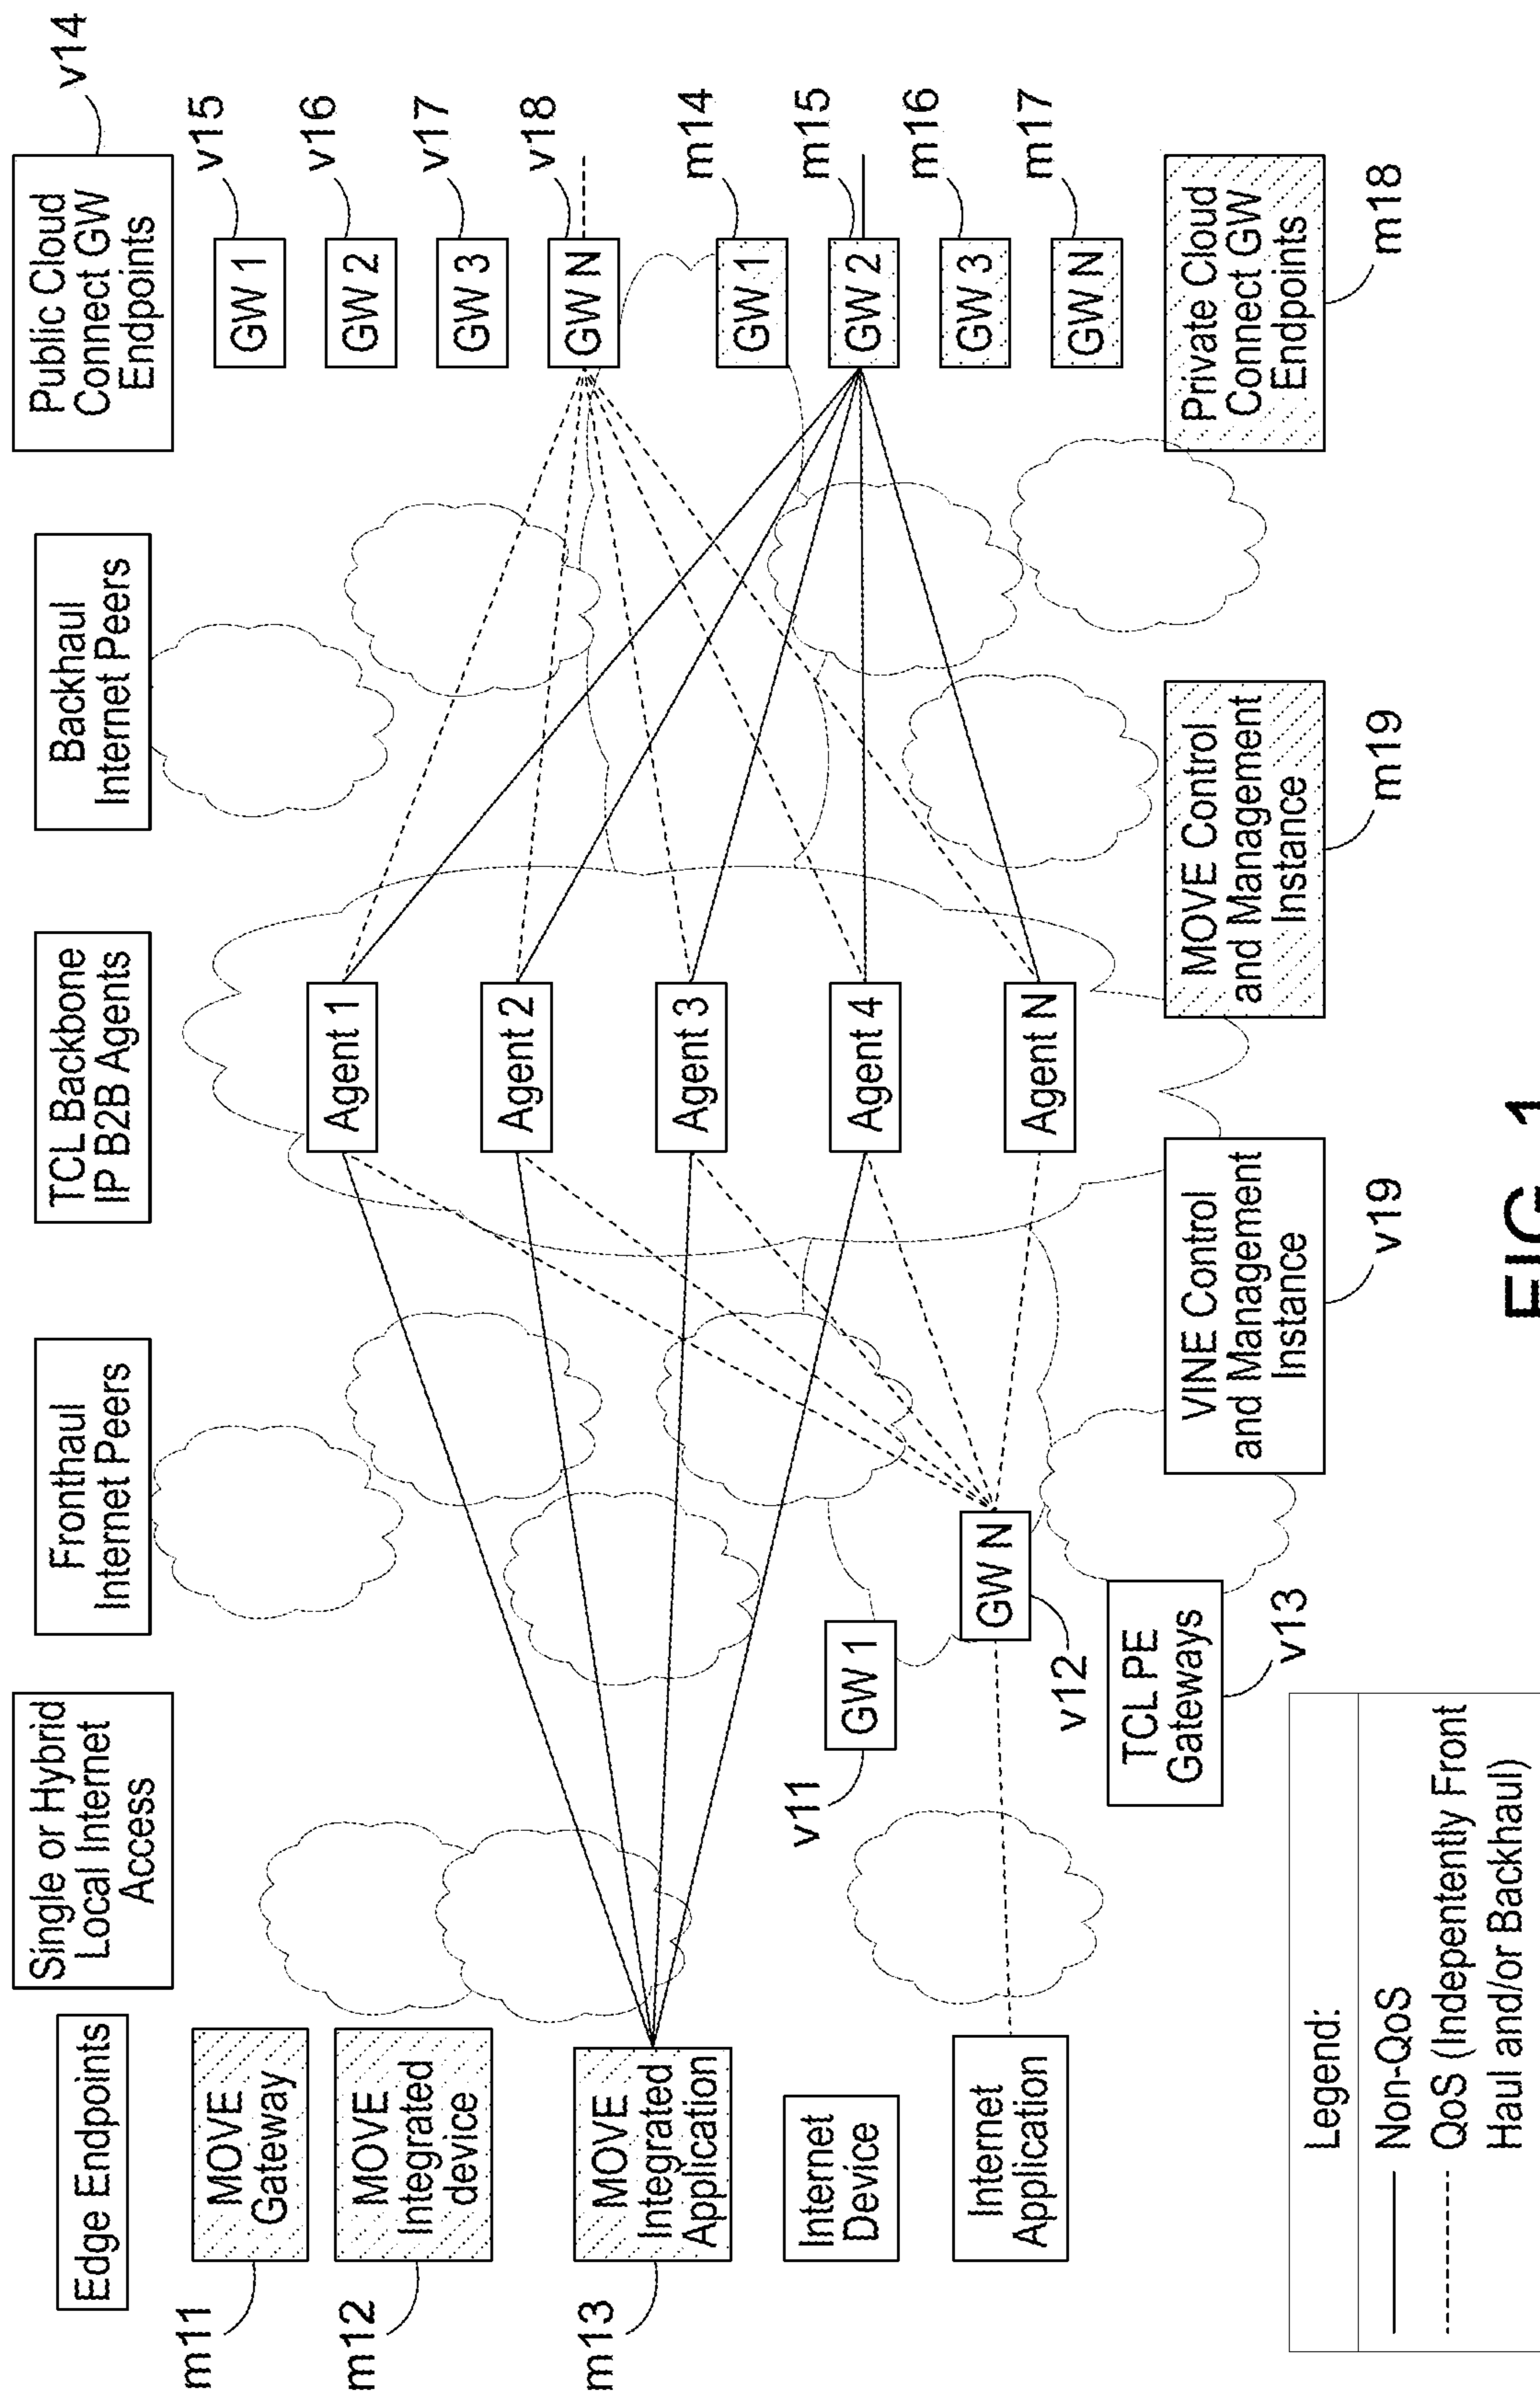 Edge Endpoints
Single or Hybrid
Local Internet
Access
Fronthaul
Internet Peers
TCL Backbone
IP B2B Agents
Backhaul
Internet Peers
Public Cloud
Connect GW
Endpoints
v14
m11
MOVE
Gateway
m12
MOVE
Integrated
device
m13
MOVE
Integrated
Application
Internet
Device
Internet
Application
v11
GW 1
GW N
v12
TCL PE
Gateways
v13
Agent 1
Agent 2
Agent 3
Agent 4
Agent N
GW 1
v15
GW 2
v16
GW 3
v17
GW N
v18
GW 1
m14
GW 2
m15
GW 3
m16
GW N
m17
VINE Control
and Management
Instance
v19
MOVE Control
and Management
Instance
m19
Private Cloud
Connect GW
Endpoints
m18
Legend:
Non-QoS
QoS (Indepentently Front
Haul and/or Backhaul)
FIG. 1